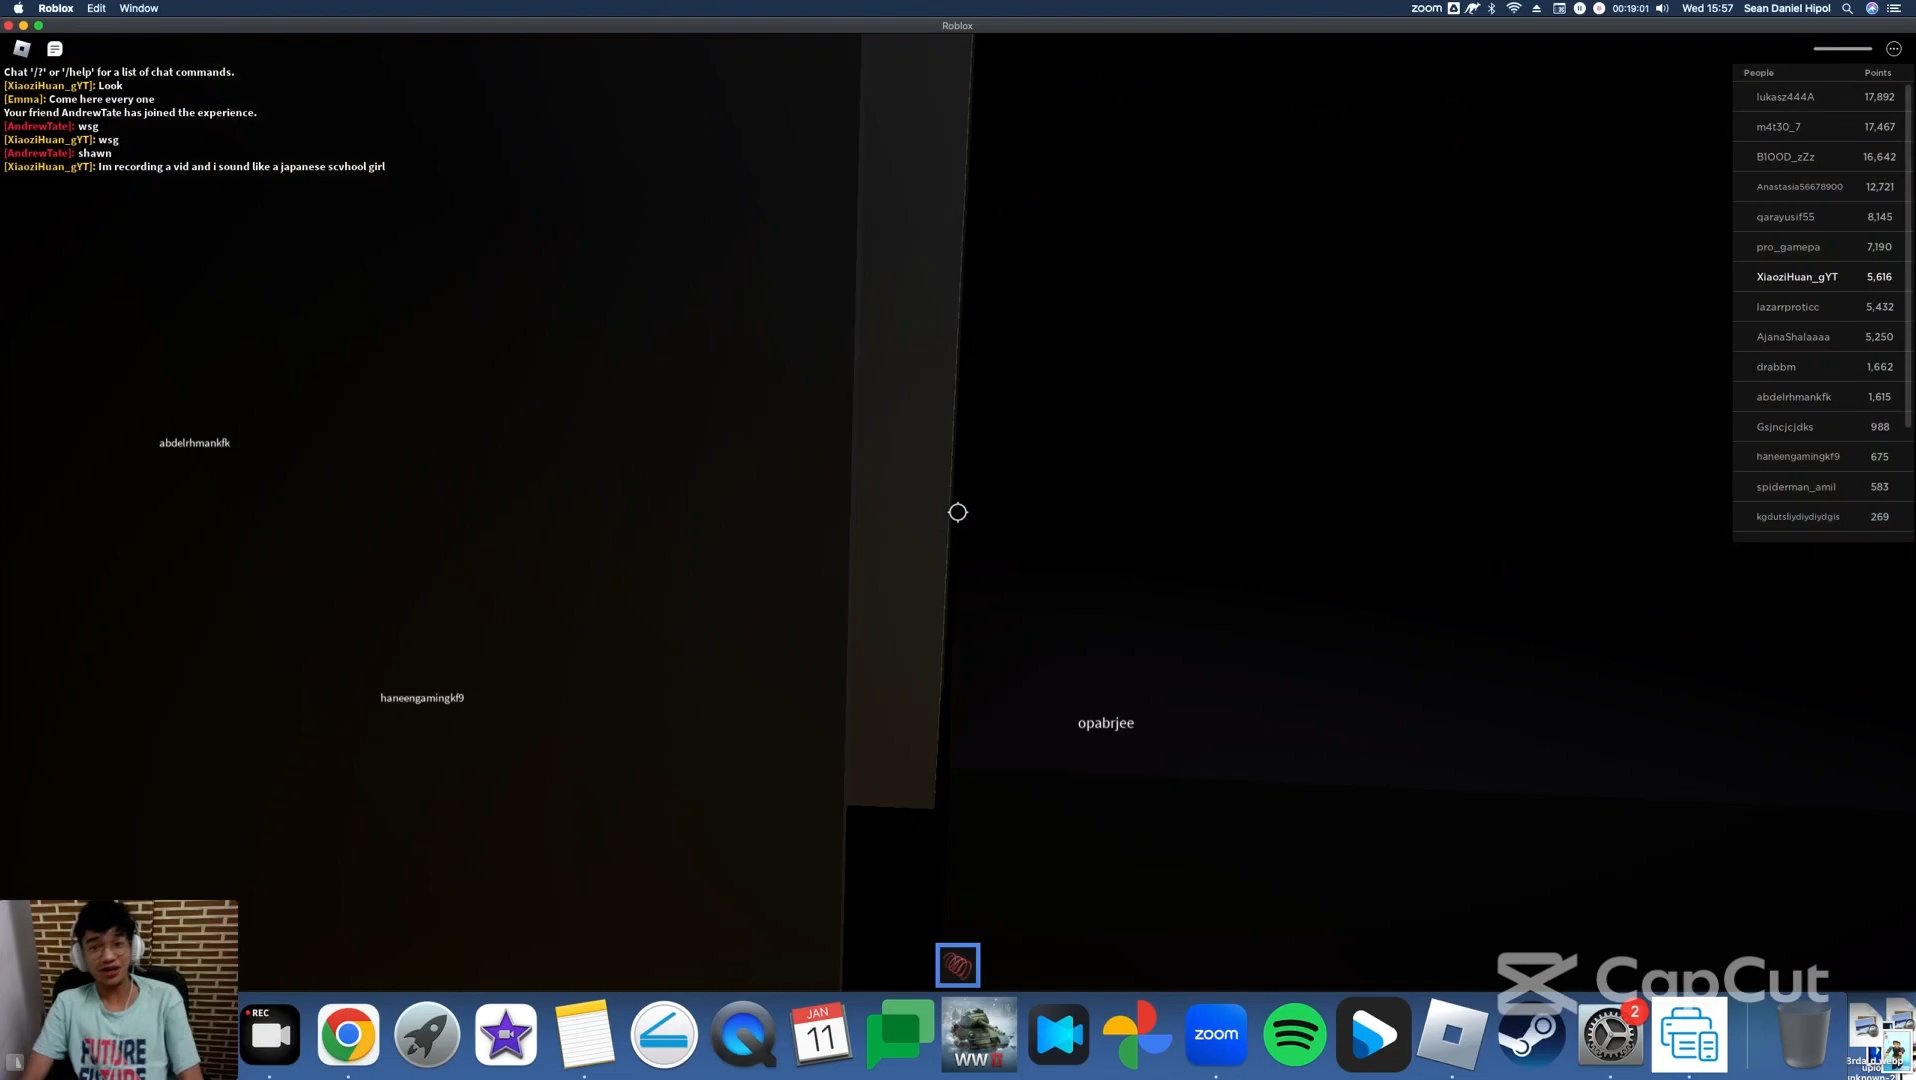 Roblox Edit Window
zoom 00:19:01 Wed 15:57 Sean Daniel Hipol
Roblox
Chat '/?' or '/help' for a list of chat commands.
[XiaoziHuan_gYT]: Look
[Emma]: Come here every one
Your friend AndrewTate has joined the experience.
[AndrewTate]: wsg
[XiaoziHuan_gYT]: wsg
[AndrewTate]: shawn
[XiaoziHuan_gYT]: Im recording a vid and i sound like a japanese scvhool girl
People Points
lukasz444A 17,892
m4t30_7 17,467
B1OOD_zZz 16,642
Anastasia56678900 12,721
qarayusif55 8,145
pro_gamepa 7,190
XiaoziHuan_gYT 5,616
lazarrproticc 5,432
AjanaShalaaaa 5,250
drabbm 1,662
abdelrhmankfk 1,615
Gsjncjcjdks 988
haneengamingkf9 675
spiderman_amil 583
kgdutsliydiydiydgis 269
abdelrhmankfk
haneengamingkf9
opabrjee
CapCut
FUTURE
FUTURE
REC
JAN
11
WW
zoom
2